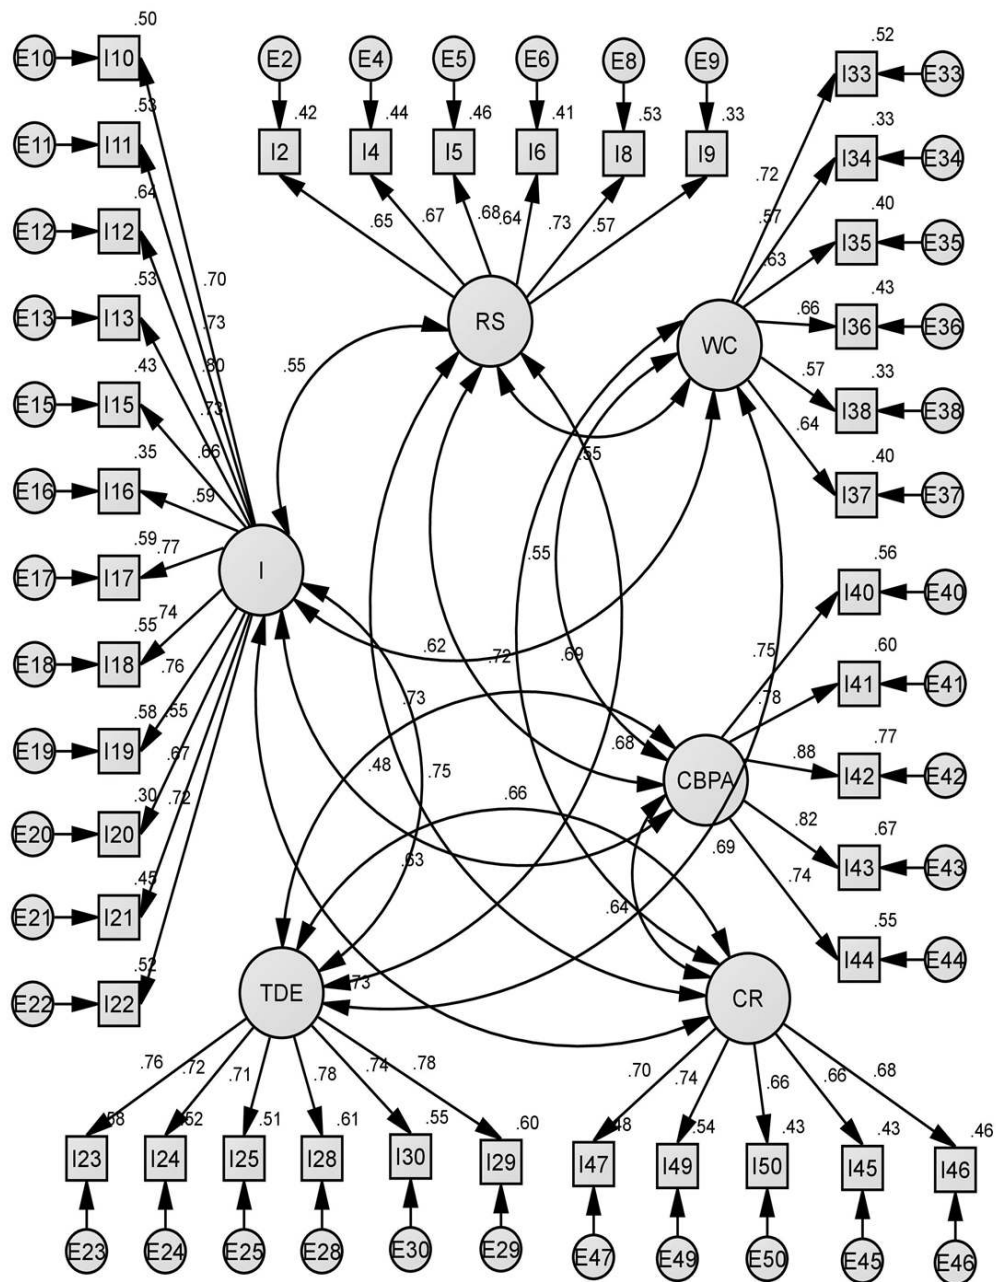 .50
E10 I10
.53
E11 I11
.64
E12 I12
.53
E13 I13
.43
E15 I15
.35
E16 I16
.59
E17 I17
.55
E18 I18
.58
E19 I19
.30
E20 I20
.45
E21 I21
.52
E22 I22
.70
.73
.80
.73
.66
.59
.77
.74
.76
.55
.67
.72
I
E2 E4 E5 E6 E8 E9
.42 .44 .46 .41 .53 .33
I2 I4 I5 I6 I8 I9
.65 .67 .68 .64 .73 .57
RS
WC
.52
I33 E33
.33
I34 E34
.40
I35 E35
.43
I36 E36
.33
I38 E38
.40
I37 E37
.72
.57
.63
.66
.57
.64
.55
.55
.55
.62
.72
.69
.73
.68
.48
.75
.66
.63
.69
.64
.73
CBPA
.56
I40 E40
.60
I41 E41
.77
I42 E42
.67
I43 E43
.55
I44 E44
.75
.78
.88
.82
.74
TDE
.76 .72 .71 .78 .74 .78
.58 .52 .51 .61 .55 .60
I23 I24 I25 I28 I30 I29
E23 E24 E25 E28 E30 E29
CR
.70 .74 .66 .66 .68
.48 .54 .43 .43 .46
I47 I49 I50 I45 I46
E47 E49 E50 E45 E46